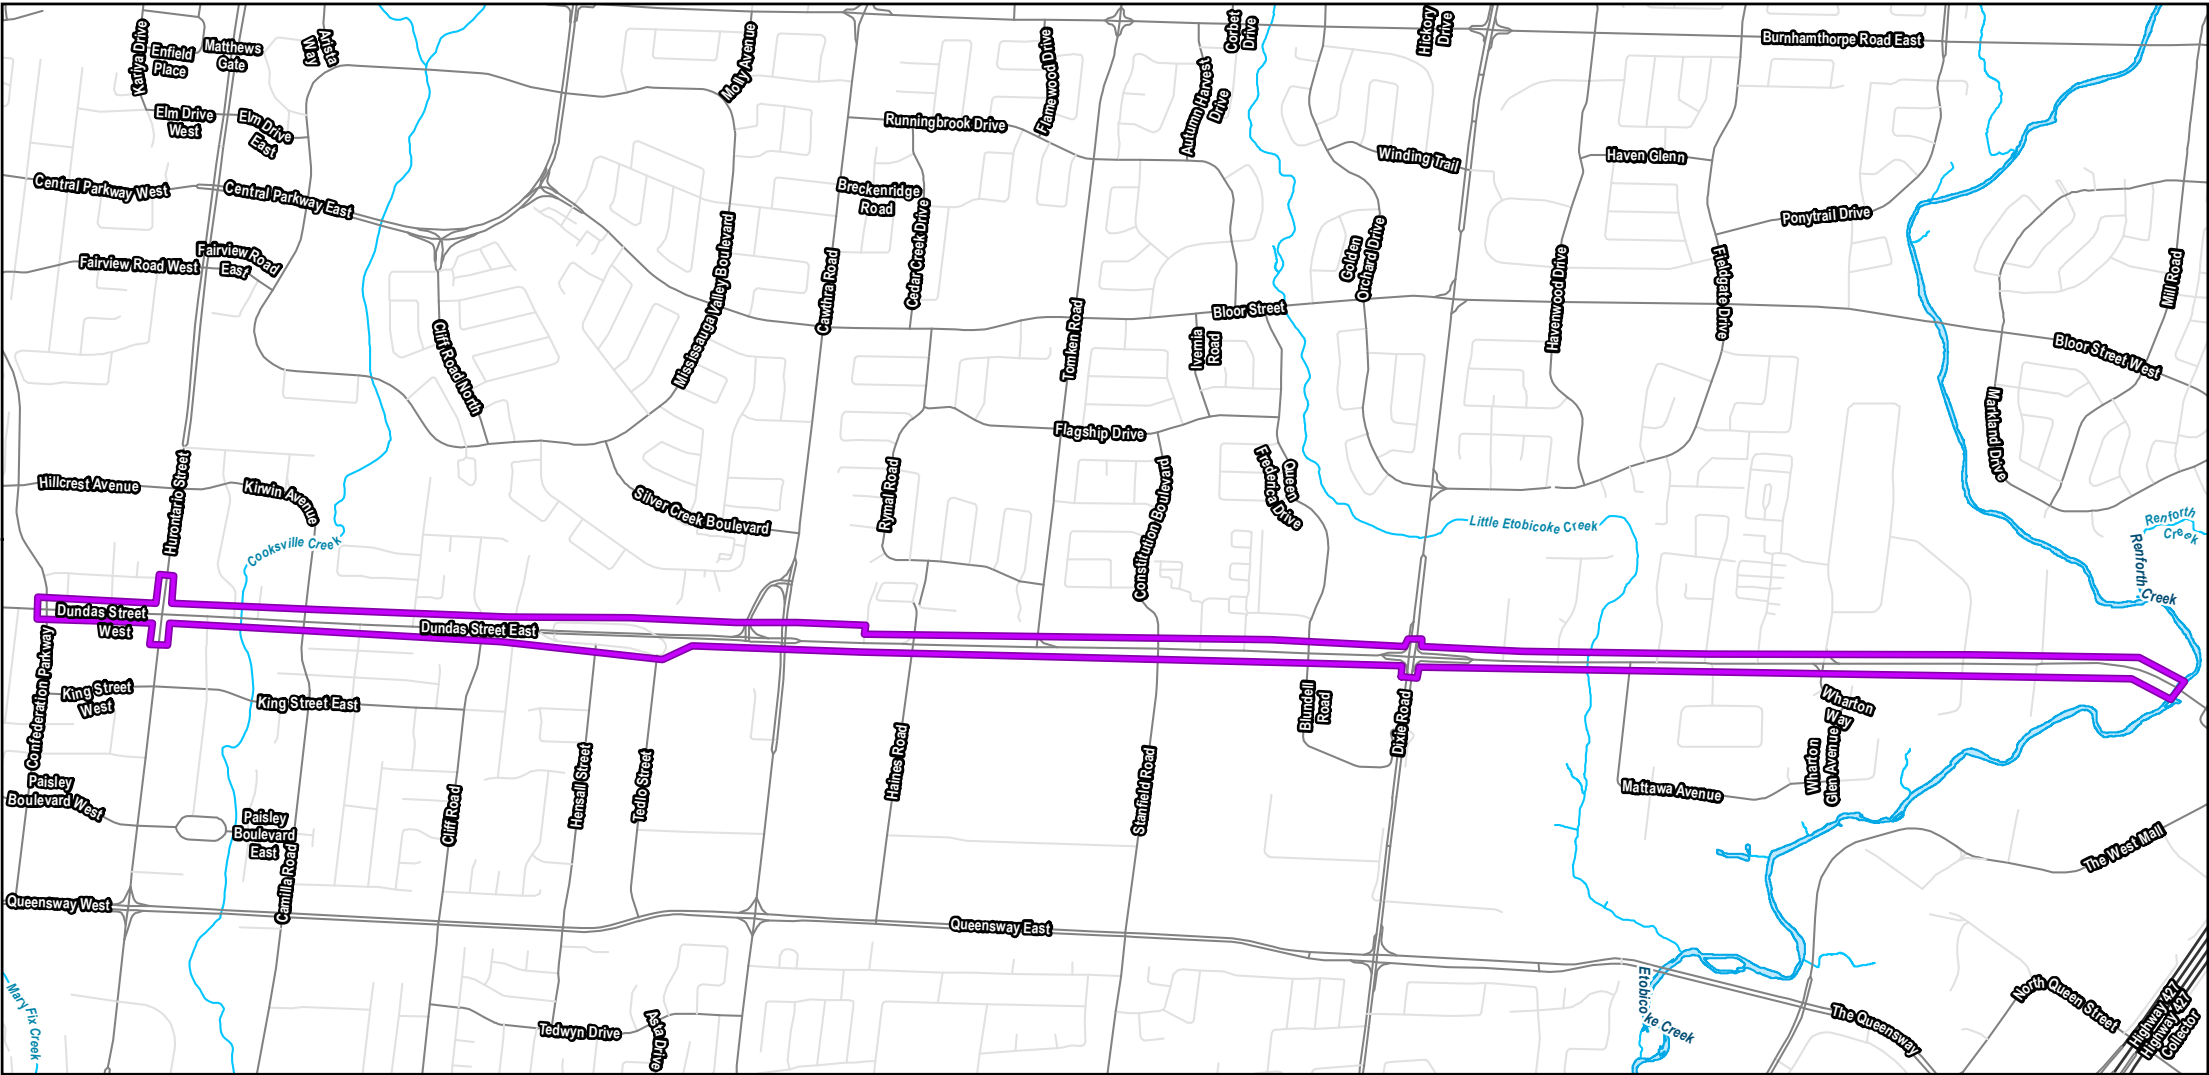 Katiya Drive
Enfield
Place
Matthews
Gate
Arista
Way
Molly Avenue
Flamewood Drive
Corbet
Drive
Hickory
Drive
Burnhamthorpe Road East
Elm Drive
West
Elm Drive
East
Runningbrook Drive
Autumn Harvest
Drive
Winding Trail
Haven Glenn
Central Parkway West
Central Parkway East
Breckenridge
Road
Cedar Creek Drive
Ponytrail Drive
Fairview Road West
Fairview Road
East
Mississauga Valley Boulevard
Cawthra Road
Golden
Orchard Drive
Havenwood Drive
Fieldgate Drive
Mill Road
Cliff Road North
Tomken Road
Bloor Street
Ivernia
Road
Bloor Street West
Markland Drive
Flagship Drive
Hillcrest Avenue
Hurontario Street
Kirwin Avenue
Silver Creek Boulevard
Rymal Road
Constitution Boulevard
Queen
Frederica Drive
Little Etobicoke Creek
Renforth
Creek
Renforth
Creek
Cooksville Creek
Dundas Street
West
Dundas Street East
Confederation Parkway
King Street
West
King Street East
Blundell
Road
Dixie Road
Wharton
Way
Wharton
Glen Avenue
Mattawa Avenue
Paisley
Boulevard West
Paisley
Boulevard
East
Camilla Road
Cliff Road
Hensall Street
Tedlo Street
Haines Road
Stanfield Road
The West Mall
Queensway West
Queensway East
Etobicoke Creek
The Queensway
North Queen Street
Highway 427
Highway 427
Collector
Mary Fix Creek
Tedwyn Drive
Asta Drive